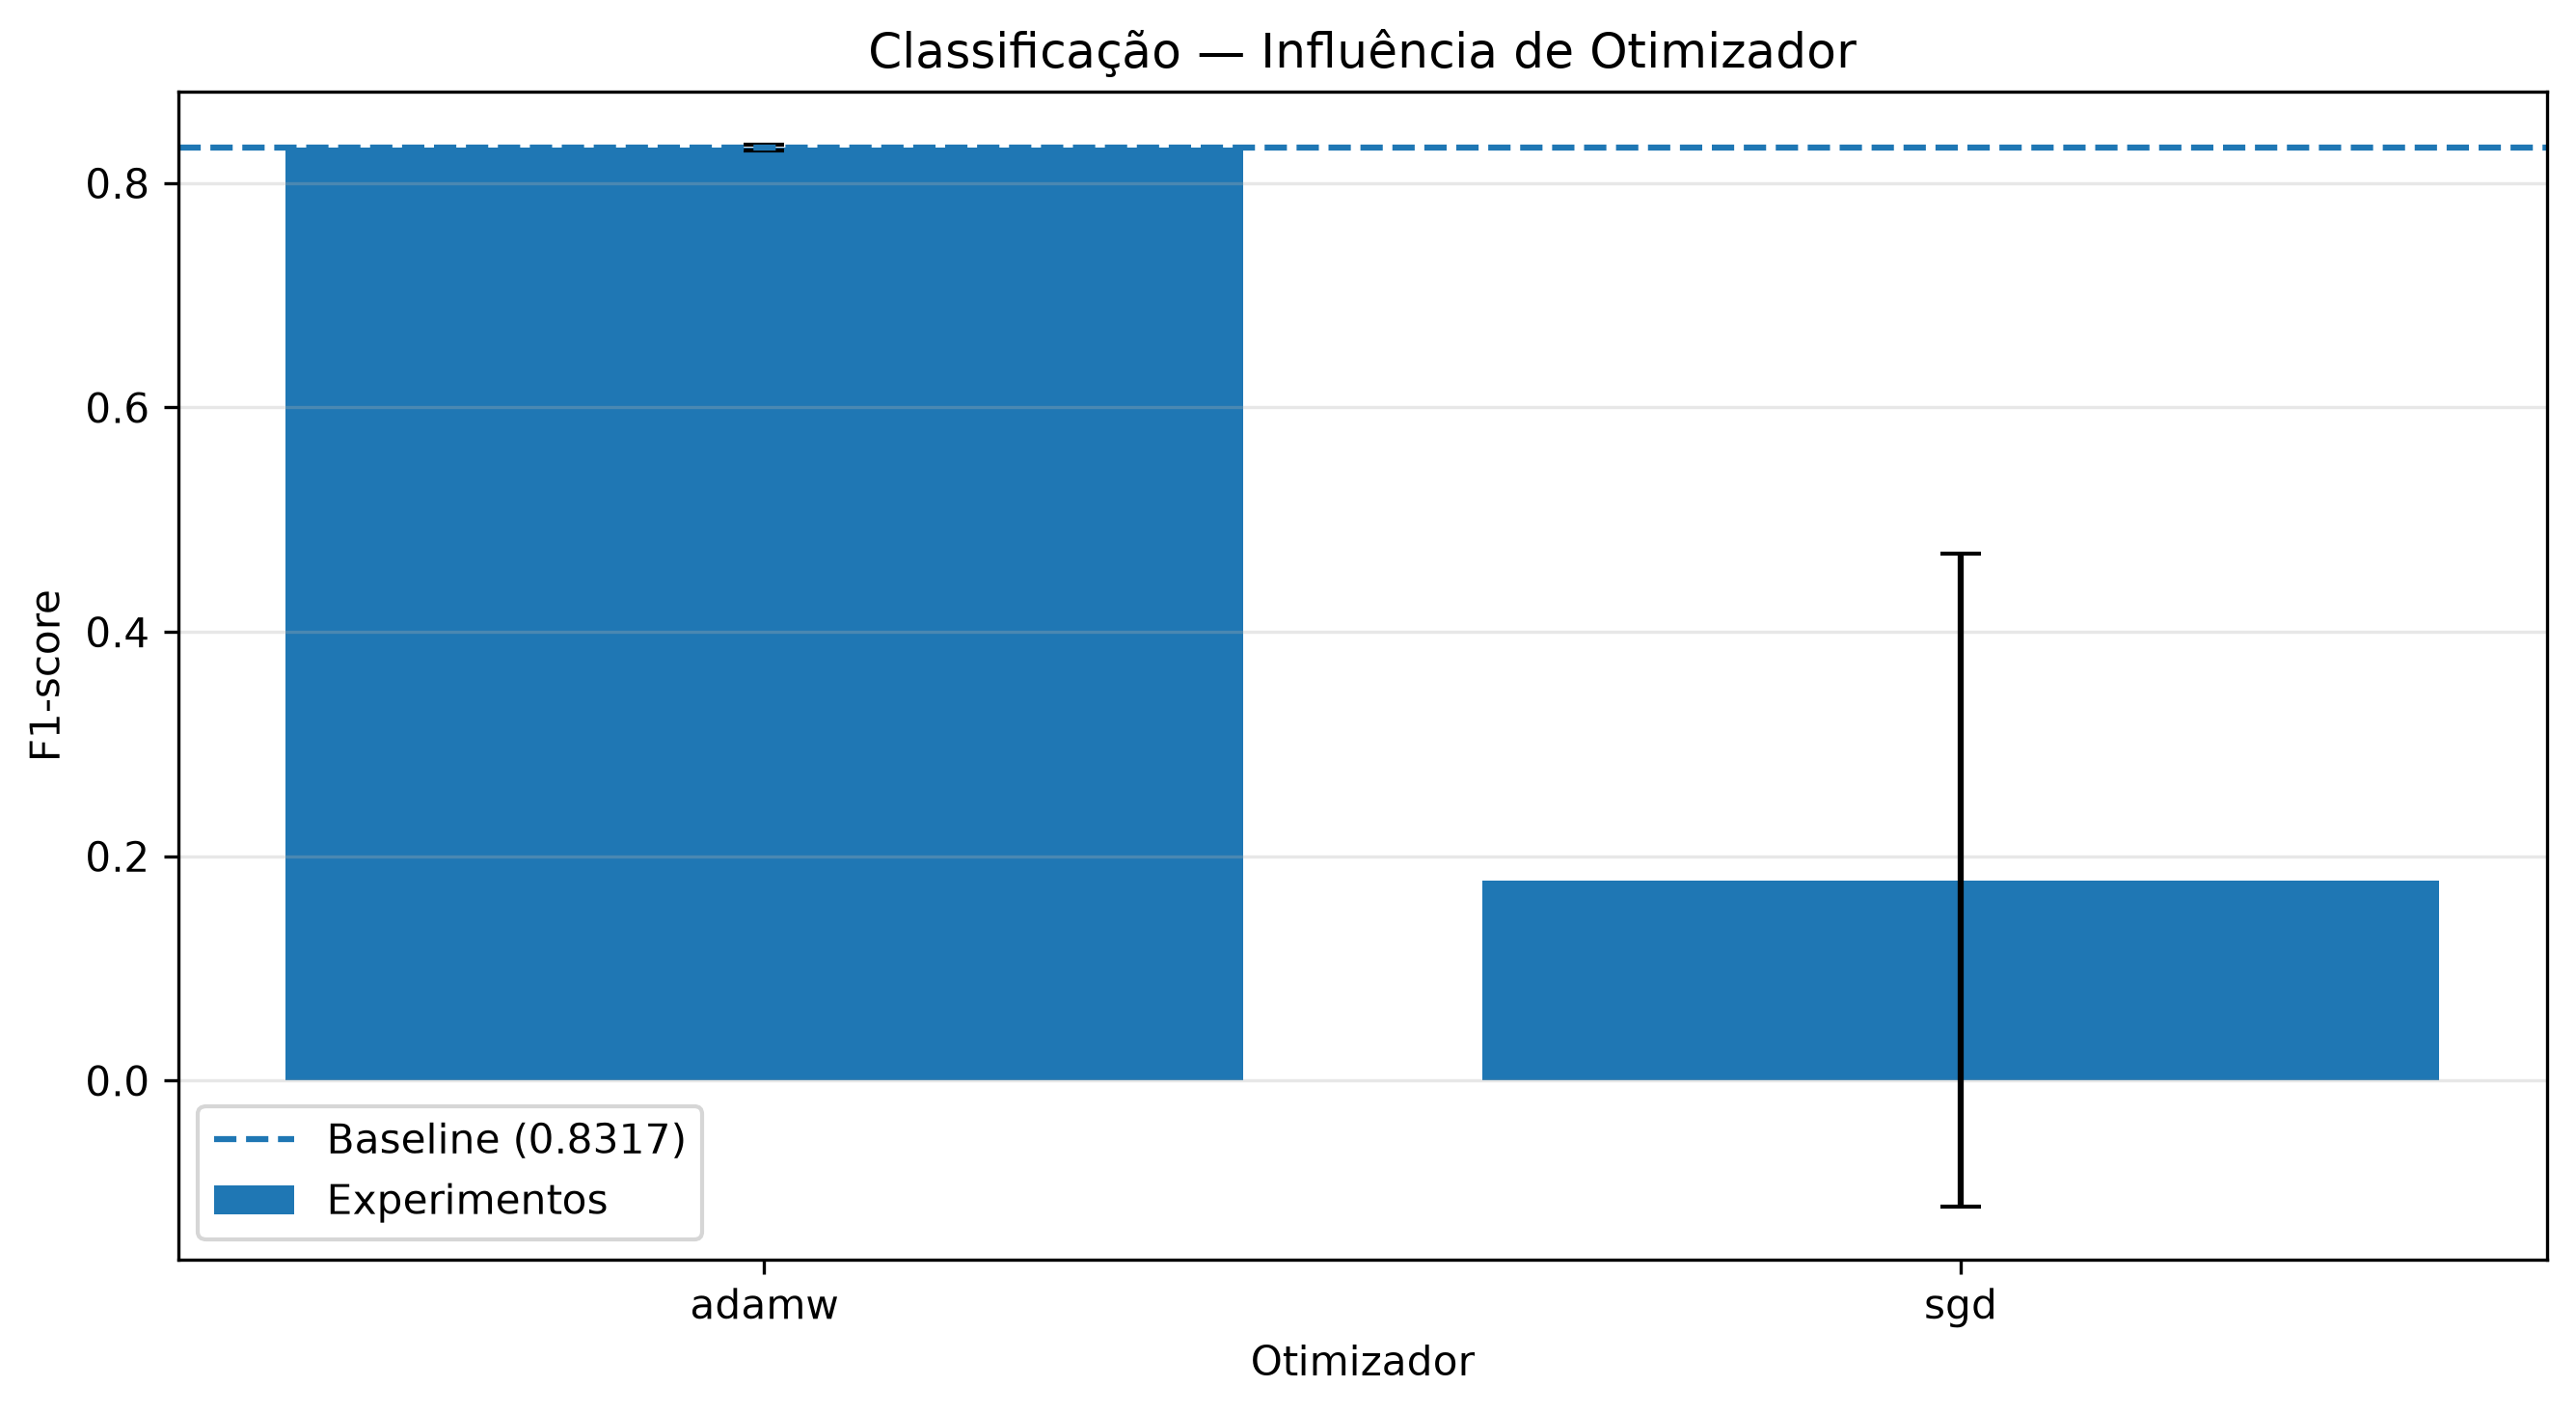 Classificação — Influência de Otimizador
F1-score
0.8
0.6
0.4
0.2
0.0
Baseline (0.8317)
Experimentos
adamw
sgd
Otimizador